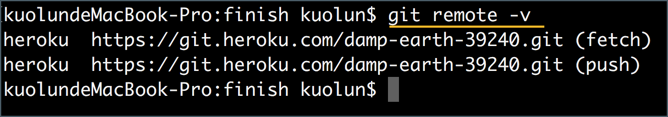 kuolundeMacBook-Pro:finish kuolun$ git remote -v
heroku  https://git.heroku.com/damp-earth-39240.git (fetch)
heroku  https://git.heroku.com/damp-earth-39240.git (push)
kuolundeMacBook-Pro:finish kuolun$